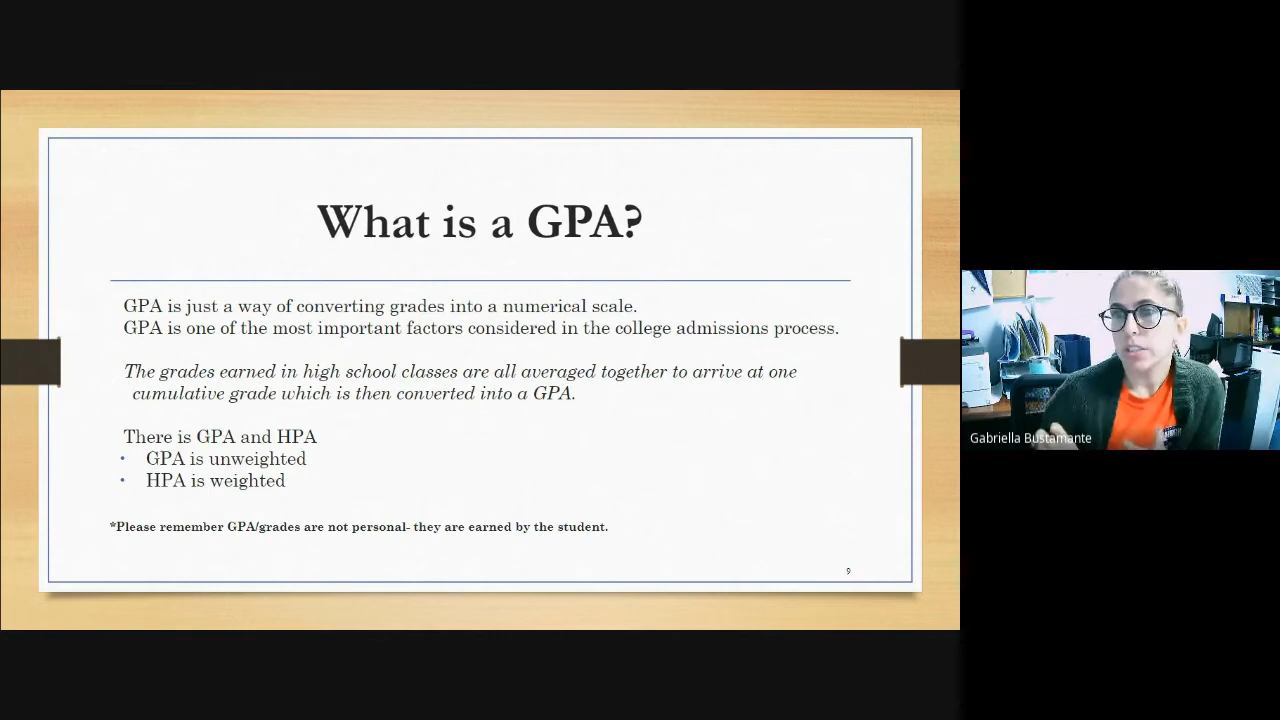 What is a GPA?
GPA is just a way of converting grades into a numerical scale.
GPA is one of the most important factors considered in the college admissions process.
The grades earned in high school classes are all averaged together to arrive at one
cumulative grade which is then converted into a GPA.
There is GPA and HPA
• GPA is unweighted
• HPA is weighted
*Please remember GPA/grades are not personal- they are earned by the student.
9
Gabriella Bustamante